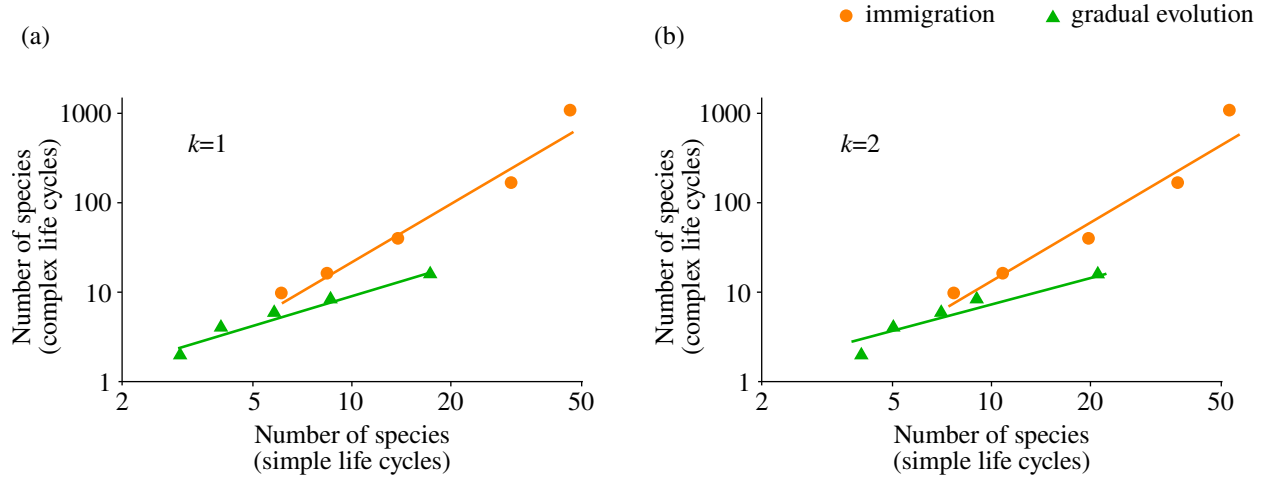 immigration
gradual evolution
(a)
Number of species
(complex life cycles)
1000
100
10
1
k=1
2
5
10
20
50
Number of species
(simple life cycles)
(b)
Number of species
(complex life cycles)
1000
100
10
1
k=2
2
5
10
20
50
Number of species
(simple life cycles)